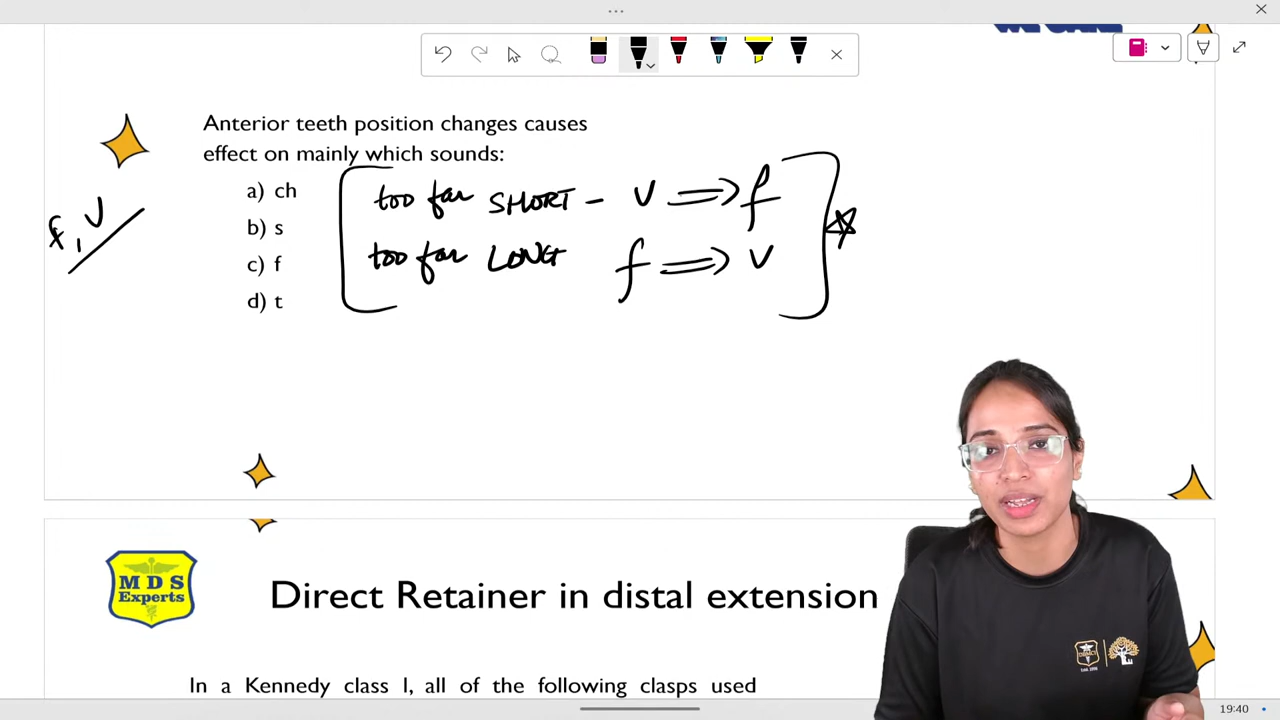 Anterior teeth position changes causes
effect on mainly which sounds:
a) ch
b) s
c) f
d) t
f, v
too far SHORT - v ⇒ f
too far LONG f ⇒ v
MDS
Experts
Direct Retainer in distal extension
In a Kennedy class I, all of the following clasps used
19:40